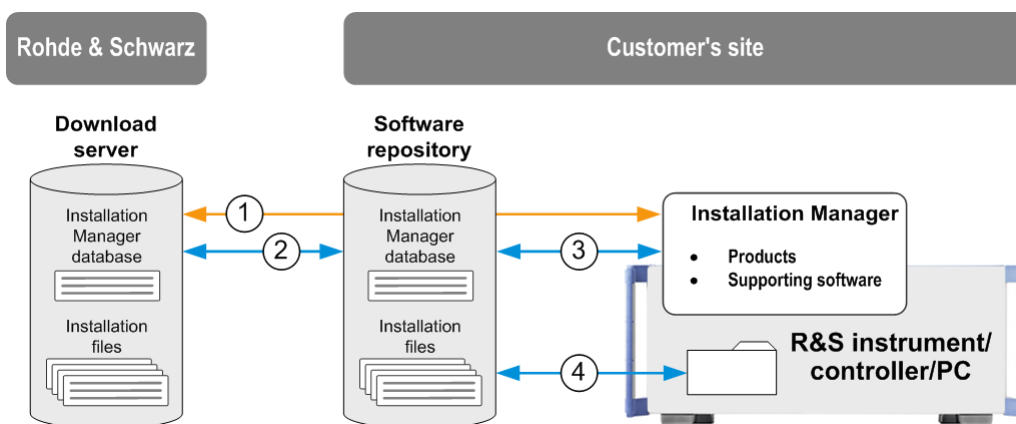 Rohde & Schwarz
Customer's site
Download
server
Software
repository
Installation
Manager
database
Installation
files
Installation
Manager
database
Installation
files
1
2
3
4
Installation Manager
• Products
• Supporting software
R&S instrument/
controller/PC